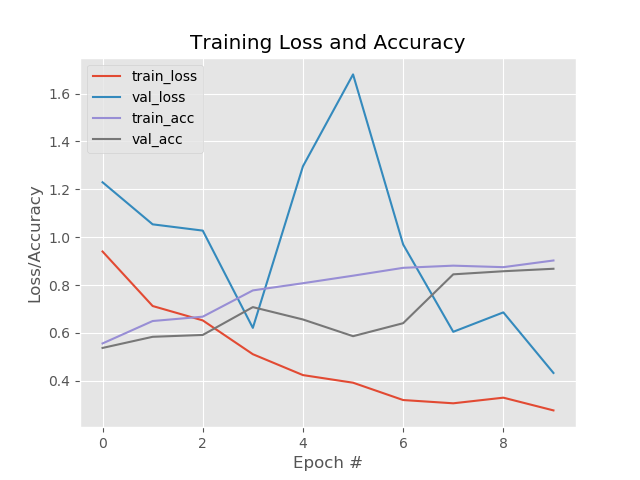 Training Loss and Accuracy
train_loss
val_loss
train_acc
val_acc
1.6
1.4
1.2
1.0
0.8
0.6
0.4
Loss/Accuracy
0 2 4 6 8
Epoch #